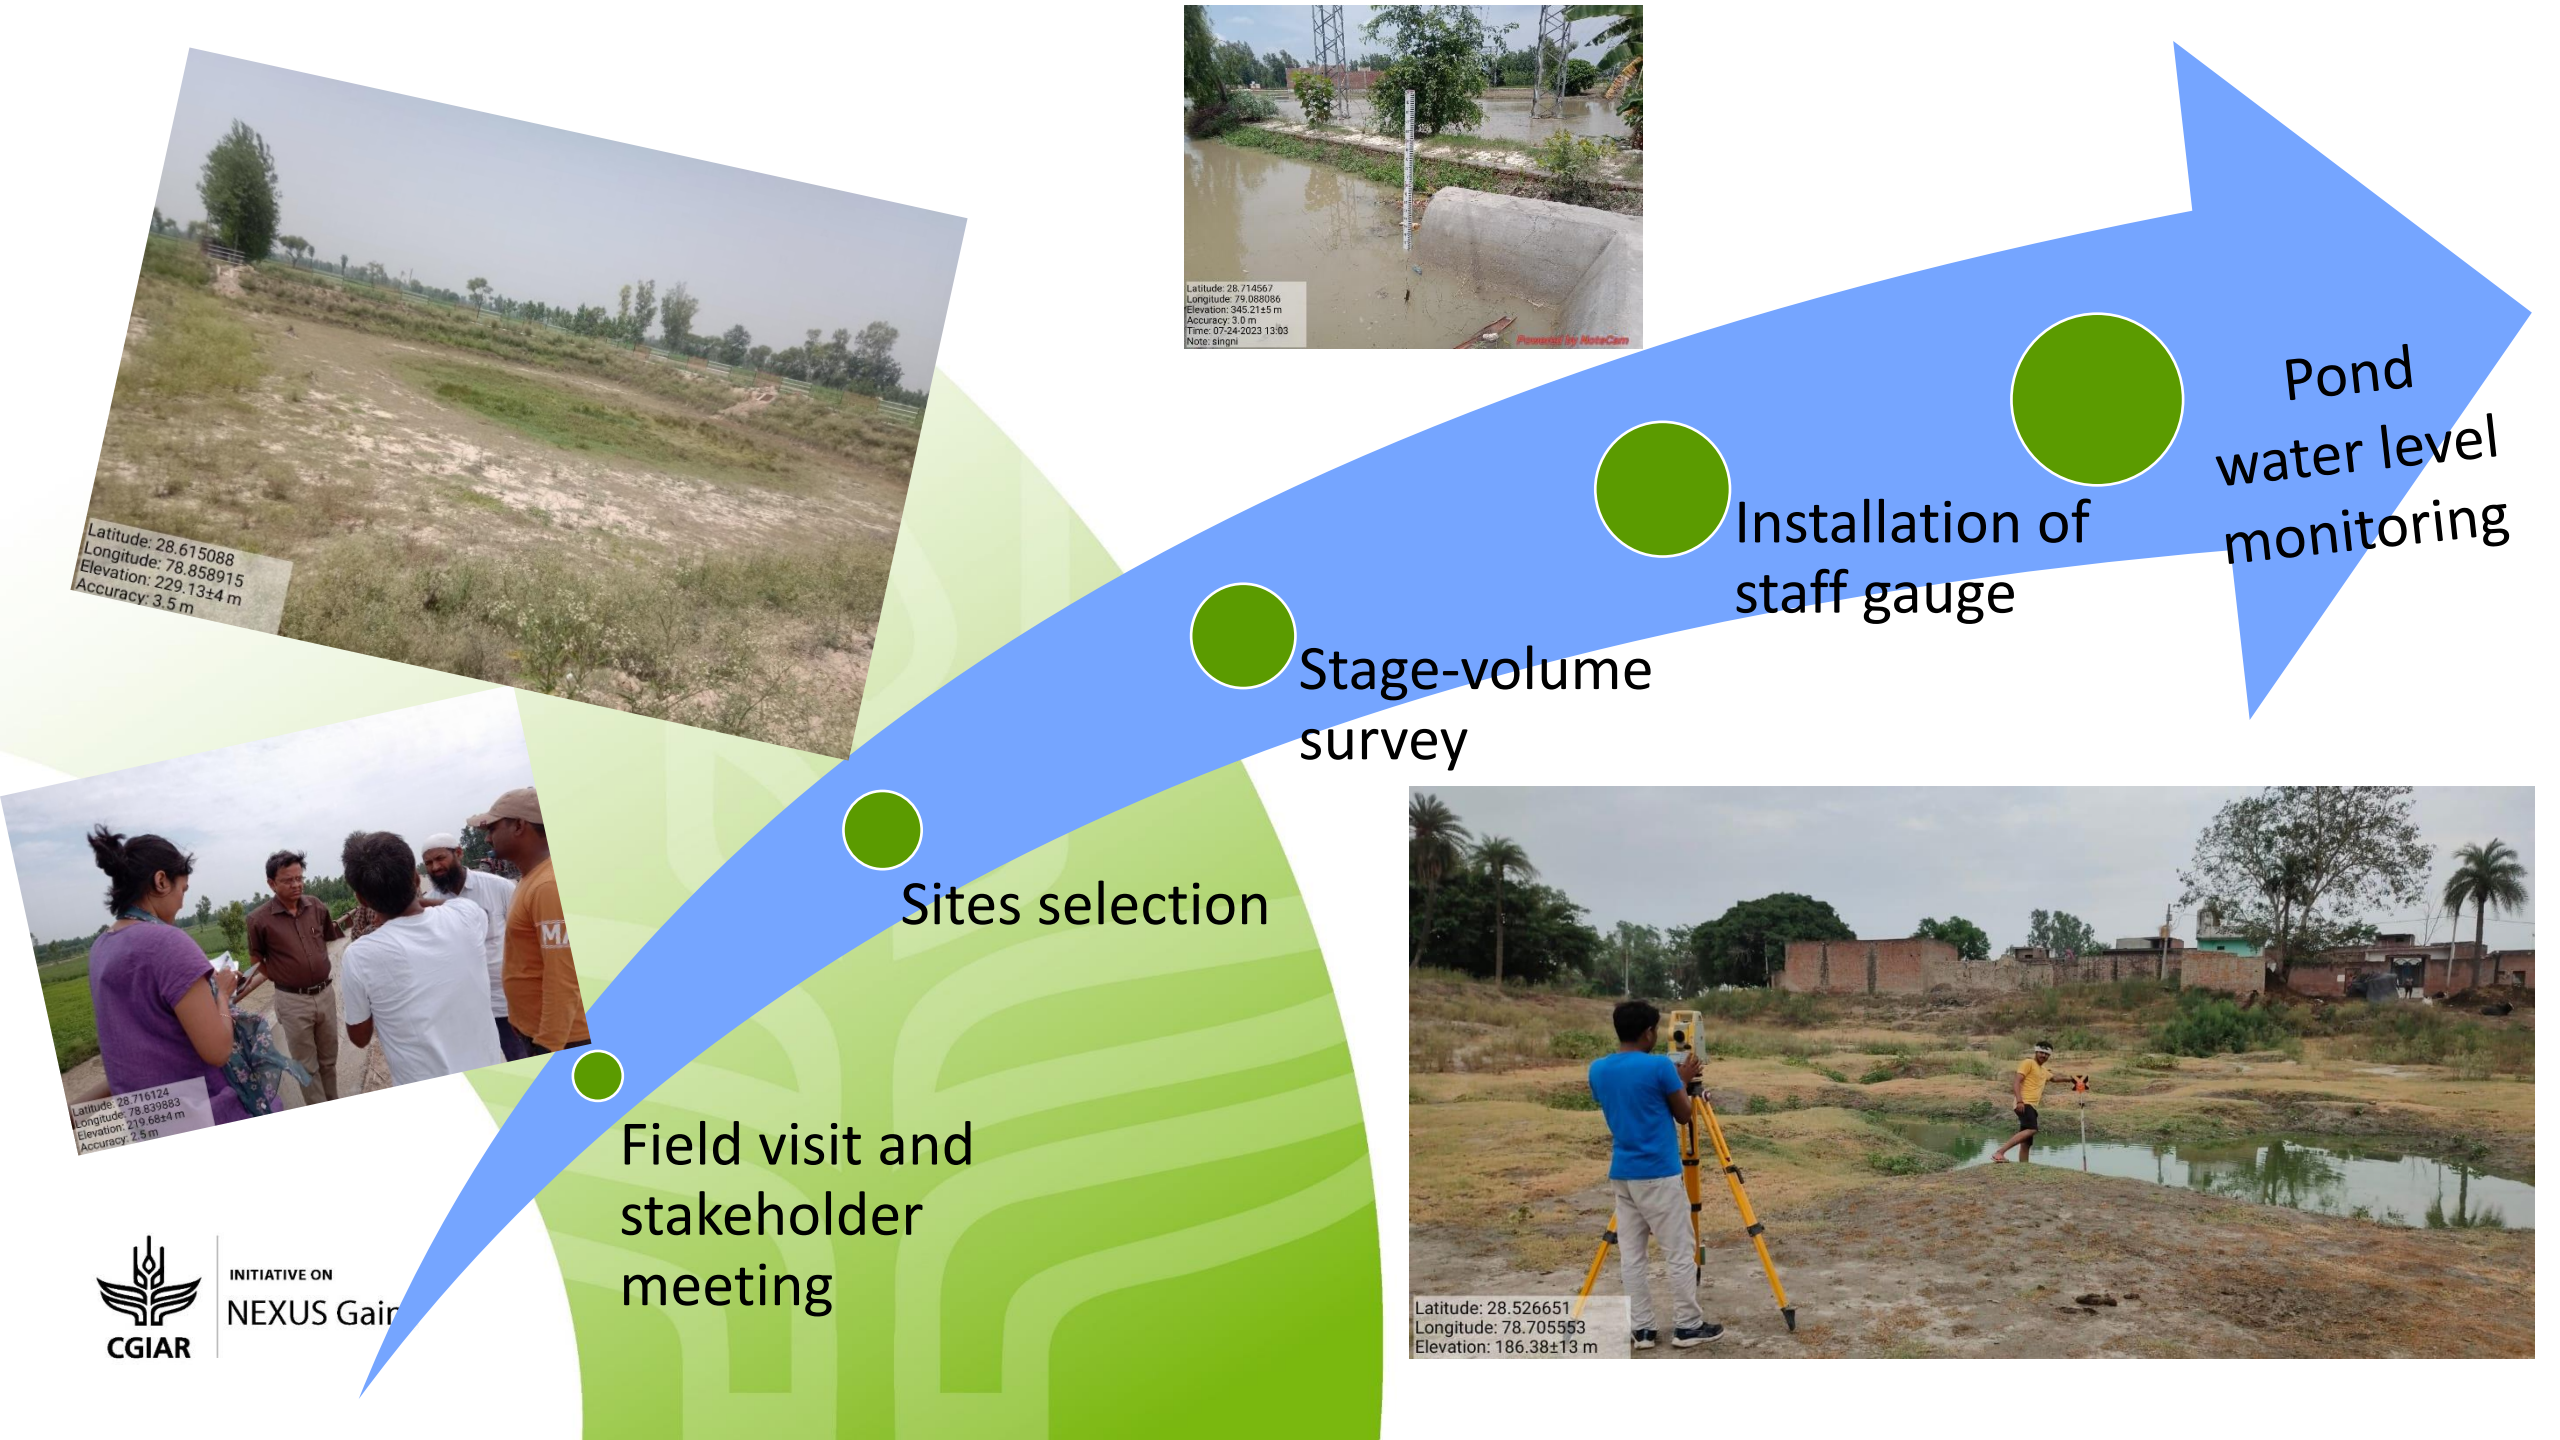 Latitude: 28.714567
Longitude: 79.088086
Elevation: 345.21±5 m
Accuracy: 3.0 m
Time: 07-24-2023 13:03
Note: singni
Powered by NoteCam
Latitude: 28.615088
Longitude: 78.858915
Elevation: 229.13±4 m
Accuracy: 3.5 m
Pond
water level
monitoring
Installation of
staff gauge
Stage-volume
survey
Sites selection
Field visit and
stakeholder
meeting
Latitude: 28.716124
Longitude: 78.839883
Elevation: 219.68±4 m
Accuracy: 2.5 m
INITIATIVE ON
NEXUS Gain
CGIAR
Latitude: 28.526651
Longitude: 78.705553
Elevation: 186.38±13 m